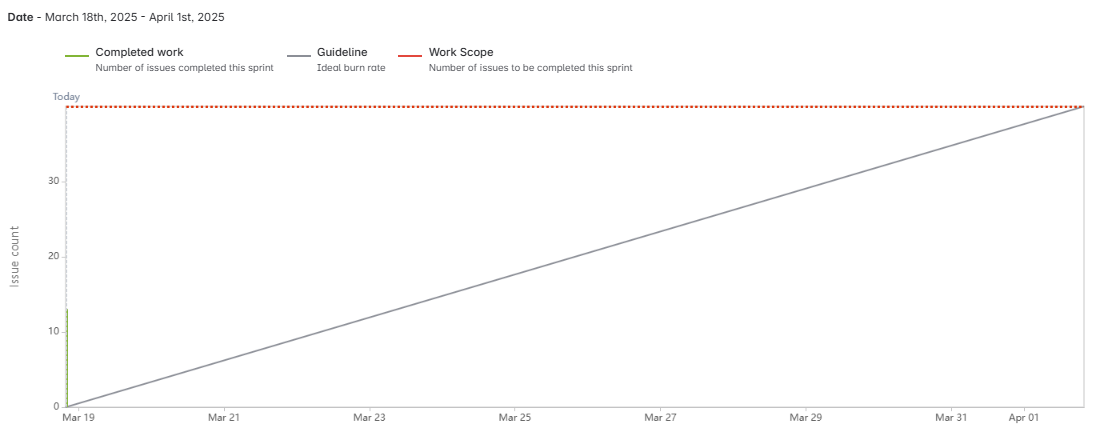 Date - March 18th, 2025 - April 1st, 2025
Completed work Guideline Work Scope
Number of issues completed this sprint Ideal burn rate Number of issues to be completed this sprint
Today
30
20
10
0
Issue count
Mar 19 Mar 21 Mar 23 Mar 25 Mar 27 Mar 29 Mar 31 Apr 01